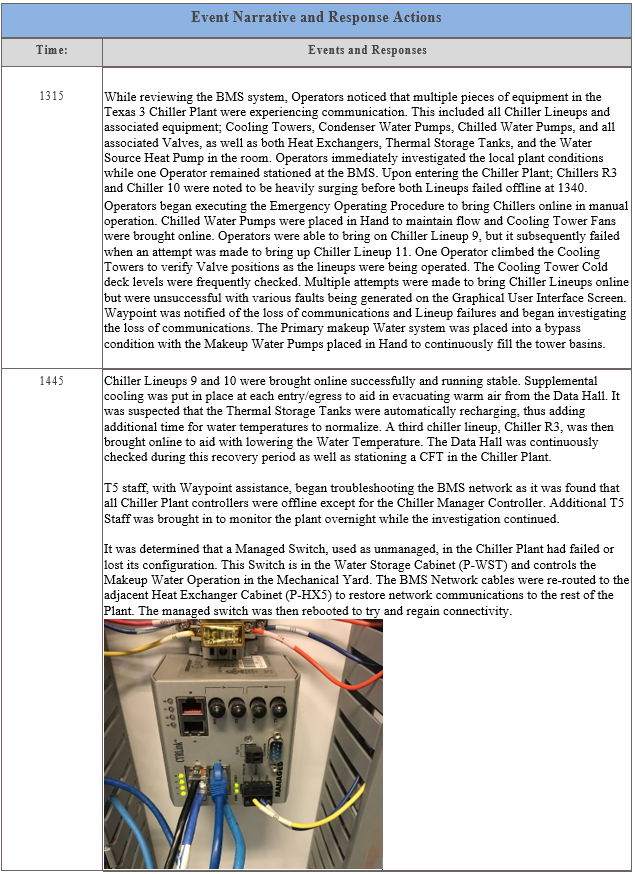 Event Narrative and Response Actions
Time: Events and Responses
1315
While reviewing the BMS system, Operators noticed that multiple pieces of equipment in the
Texas 3 Chiller Plant were experiencing communication. This included all Chiller Lineups and
associated equipment; Cooling Towers, Condenser Water Pumps, Chilled Water Pumps, and all
associated Valves, as well as both Heat Exchangers, Thermal Storage Tanks, and the Water
Source Heat Pump in the room. Operators immediately investigated the local plant conditions
while one Operator remained stationed at the BMS. Upon entering the Chiller Plant; Chillers R3
and Chiller 10 were noted to be heavily surging before both Lineups failed offline at 1340.
Operators began executing the Emergency Operating Procedure to bring Chillers online in manual
operation. Chilled Water Pumps were placed in Hand to maintain flow and Cooling Tower Fans
were brought online. Operators were able to bring on Chiller Lineup 9, but it subsequently failed
when an attempt was made to bring up Chiller Lineup 11. One Operator climbed the Cooling
Towers to verify Valve positions as the lineups were being operated. The Cooling Tower Cold
deck levels were frequently checked. Multiple attempts were made to bring Chiller Lineups online
but were unsuccessful with various faults being generated on the Graphical User Interface Screen.
Waypoint was notified of the loss of communications and Lineup failures and began investigating
the loss of communications. The Primary makeup Water system was placed into a bypass
condition with the Makeup Water Pumps placed in Hand to continuously fill the tower basins.
1445
Chiller Lineups 9 and 10 were brought online successfully and running stable. Supplemental
cooling was put in place at each entry/egress to aid in evacuating warm air from the Data Hall. It
was suspected that the Thermal Storage Tanks were automatically recharging, thus adding
additional time for water temperatures to normalize. A third chiller lineup, Chiller R3, was then
brought online to aid with lowering the Water Temperature. The Data Hall was continuously
checked during this recovery period as well as stationing a CFT in the Chiller Plant.
T5 staff, with Waypoint assistance, began troubleshooting the BMS network as it was found that
all Chiller Plant controllers were offline except for the Chiller Manager Controller. Additional T5
Staff was brought in to monitor the plant overnight while the investigation continued.
It was determined that a Managed Switch, used as unmanaged, in the Chiller Plant had failed or
lost its configuration. This Switch is in the Water Storage Cabinet (P-WST) and controls the
Makeup Water Operation in the Mechanical Yard. The BMS Network cables were re-routed to the
adjacent Heat Exchanger Cabinet (P-HX5) to restore network communications to the rest of the
Plant. The managed switch was then rebooted to try and regain connectivity.
CTRLink
MANAGED